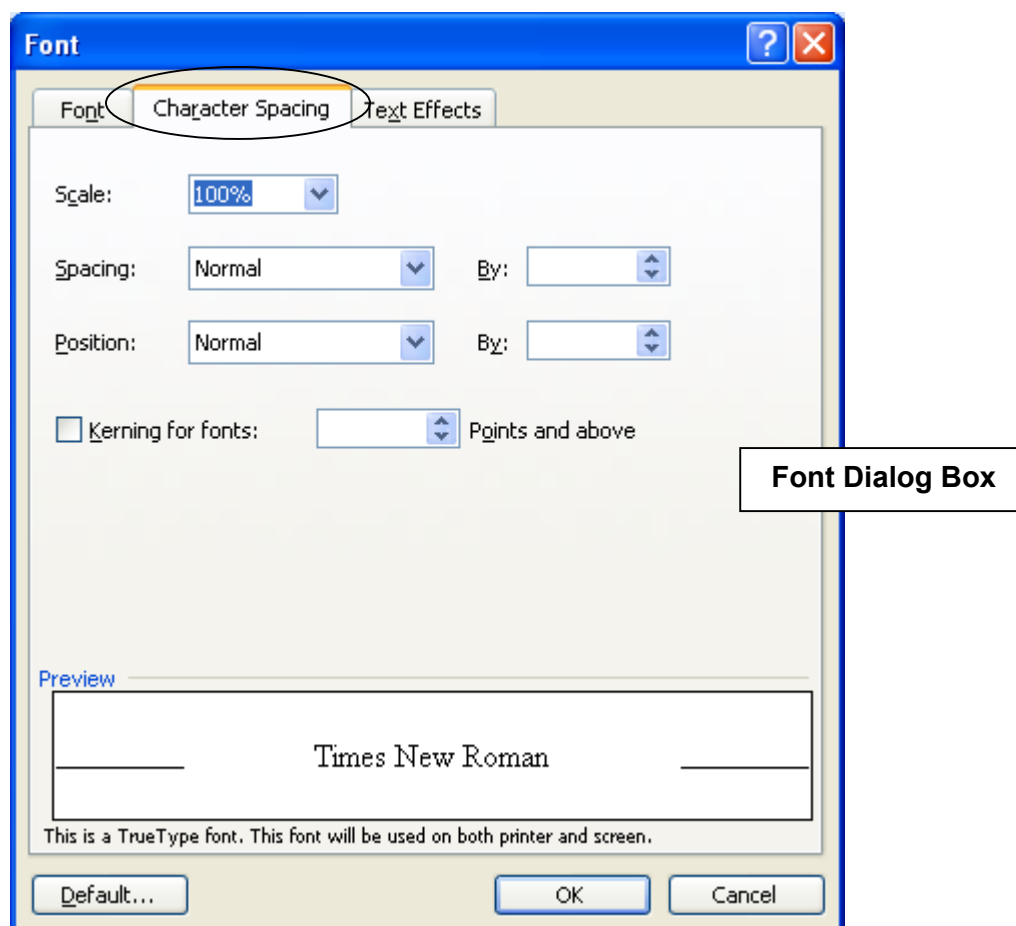 Font
Font Character Spacing Text Effects
Scale: 100%
Spacing: Normal By:
Position: Normal By:
Kerning for fonts: Points and above
Font Dialog Box
Preview
Times New Roman
This is a TrueType font. This font will be used on both printer and screen.
Default... OK Cancel